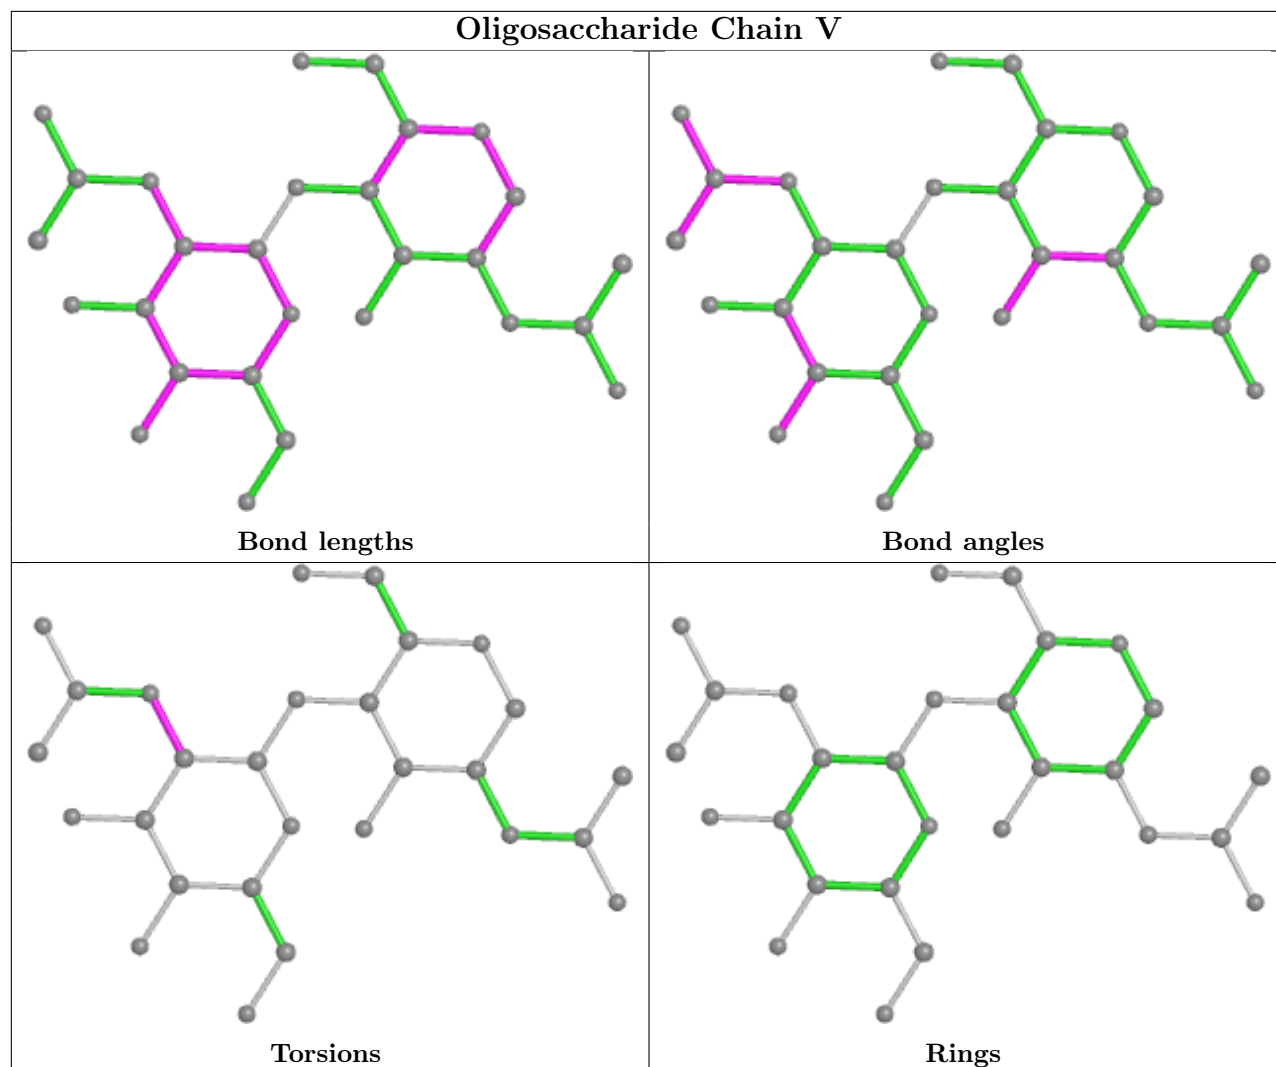 Oligosaccharide Chain V
Bond lengths
Bond angles
Torsions
Rings